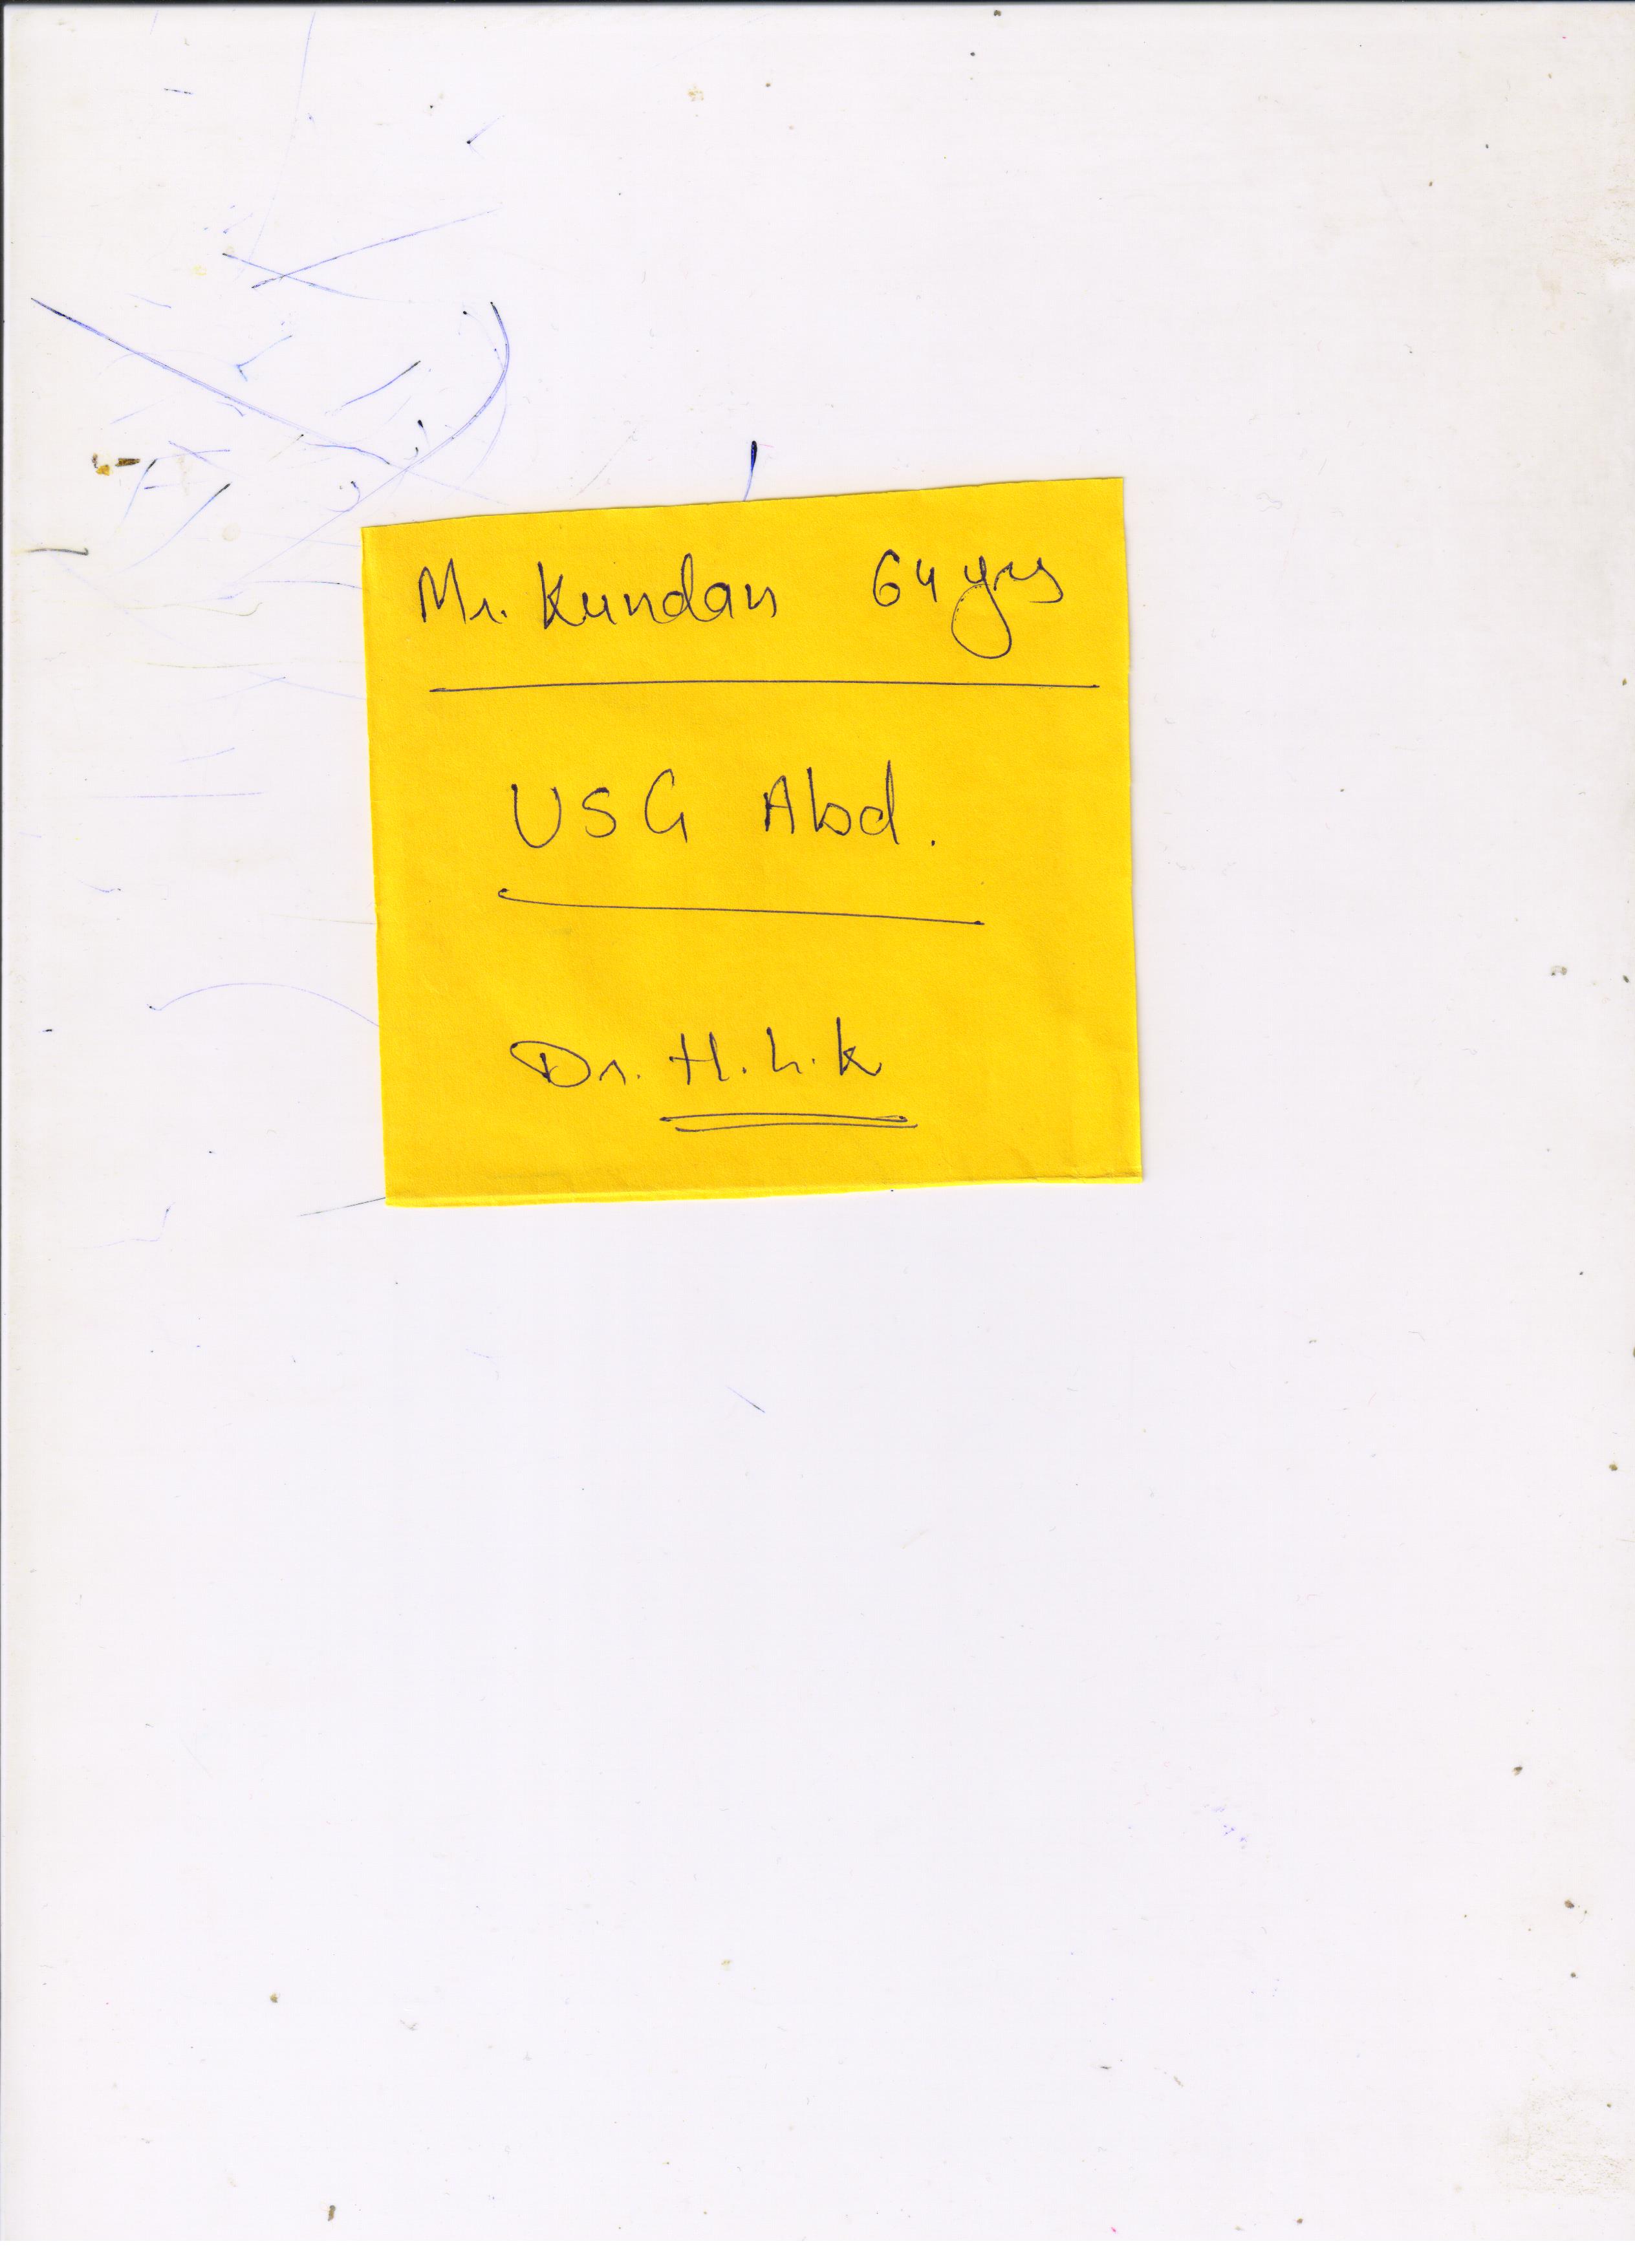 Mr. Kundan 64 yrs
USG Abd.
Dr. H.L.K